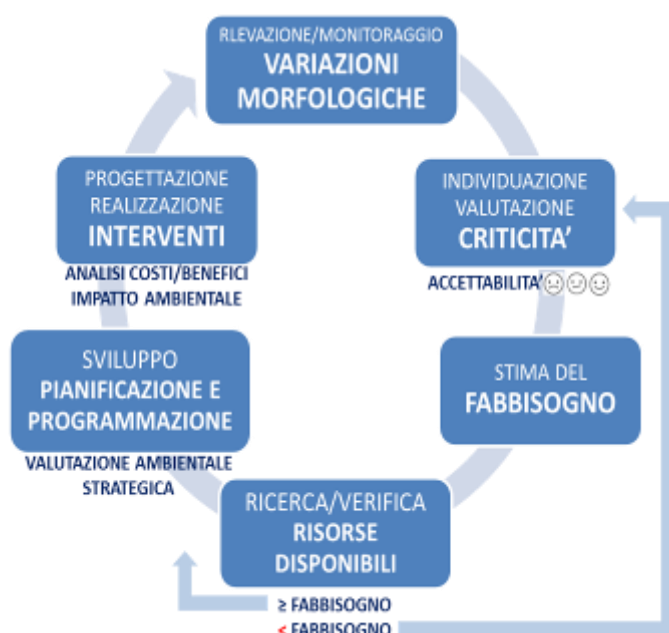 RLEVAZIONE/MONITORAGGIO
VARIAZIONI
MORFOLOGICHE
INDIVIDUAZIONE
VALUTAZIONE
CRITICITA’
ACCETTABILITA’
STIMA DEL
FABBISOGNO
RICERCA/VERIFICA
RISORSE
DISPONIBILI
≥ FABBISOGNO
< FABBISOGNO
SVILUPPO
PIANIFICAZIONE E
PROGRAMMAZIONE
VALUTAZIONE AMBIENTALE
STRATEGICA
PROGETTAZIONE
REALIZZAZIONE
INTERVENTI
ANALISI COSTI/BENEFICI
IMPATTO AMBIENTALE